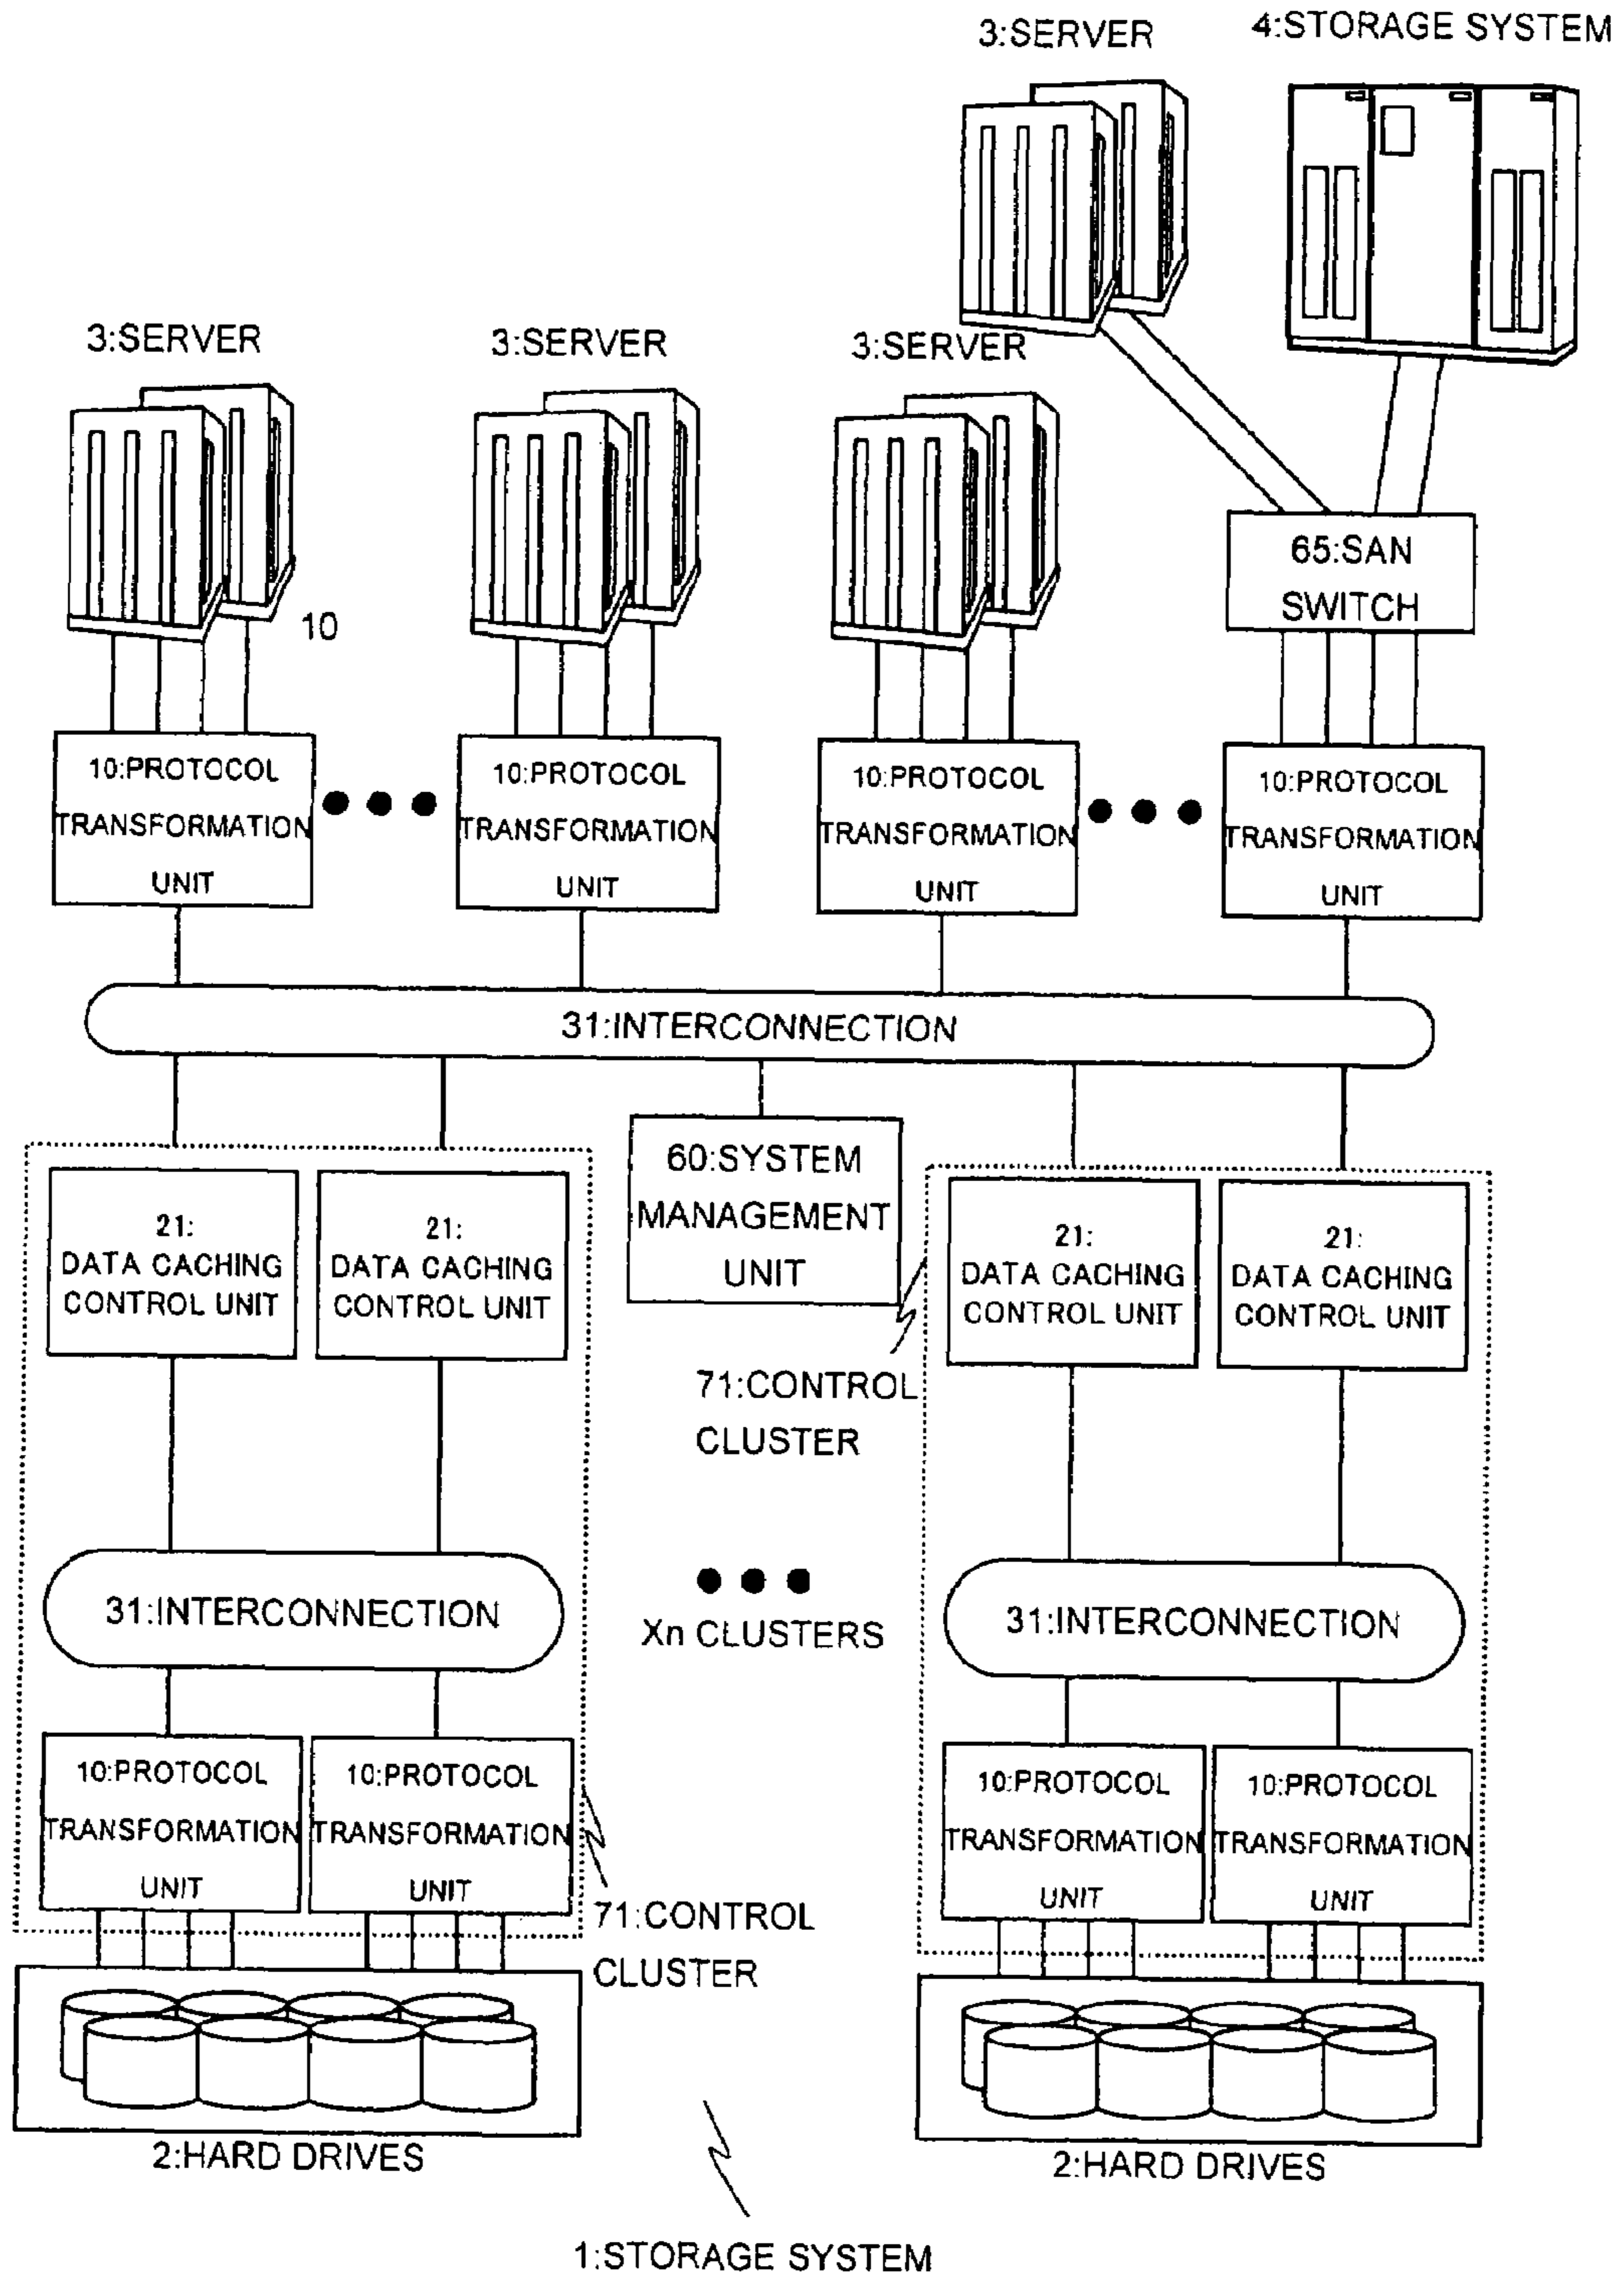 3:SERVER
4:STORAGE SYSTEM
3:SERVER
3:SERVER
3:SERVER
65:SAN
SWITCH
10
10:PROTOCOL
TRANSFORMATION
UNIT
10:PROTOCOL
TRANSFORMATION
UNIT
10:PROTOCOL
TRANSFORMATION
UNIT
10:PROTOCOL
TRANSFORMATION
UNIT
31:INTERCONNECTION
21:
DATA CACHING
CONTROL UNIT
21:
DATA CACHING
CONTROL UNIT
60:SYSTEM
MANAGEMENT
UNIT
21:
DATA CACHING
CONTROL UNIT
21:
DATA CACHING
CONTROL UNIT
71:CONTROL
CLUSTER
31:INTERCONNECTION
Xn CLUSTERS
31:INTERCONNECTION
10:PROTOCOL
TRANSFORMATION
UNIT
10:PROTOCOL
TRANSFORMATION
UNIT
10:PROTOCOL
TRANSFORMATION
UNIT
10:PROTOCOL
TRANSFORMATION
UNIT
71:CONTROL
CLUSTER
2:HARD DRIVES
2:HARD DRIVES
1:STORAGE SYSTEM